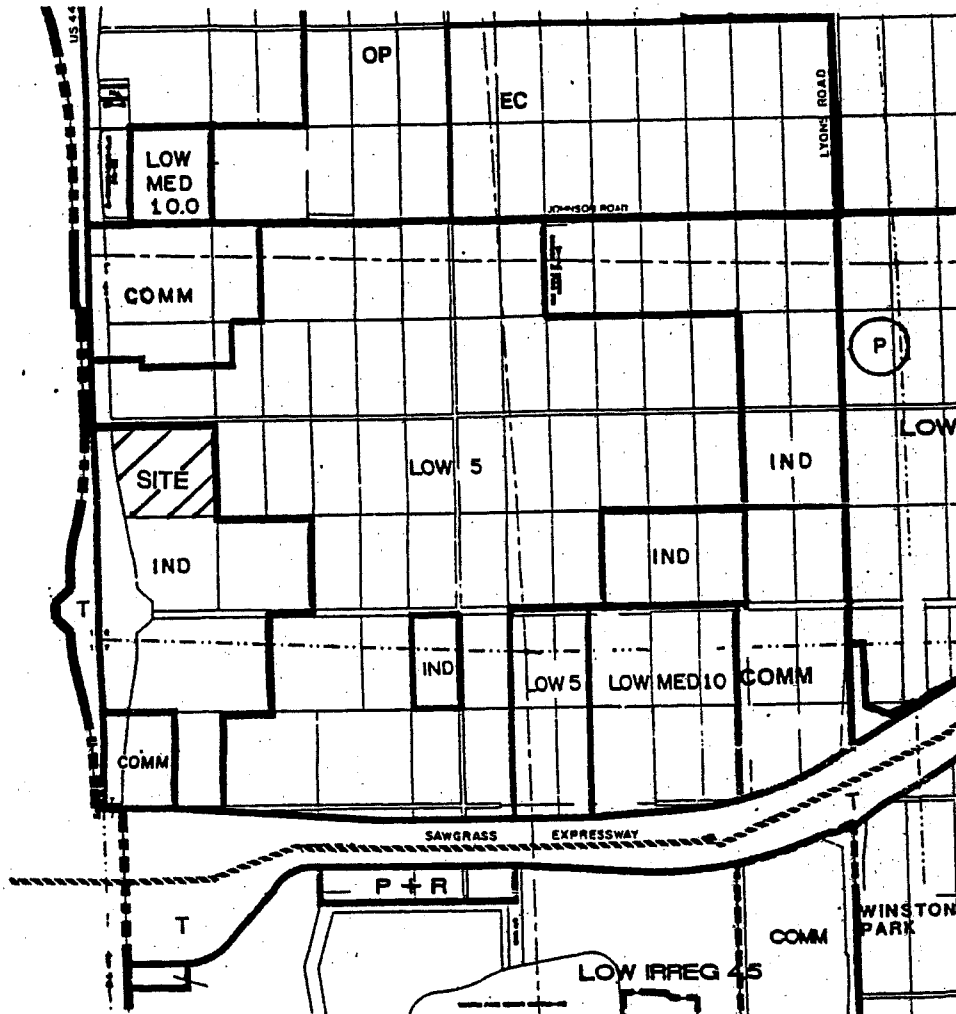 US 44
OP
EC
LYONS ROAD
LOW
MED
10.0
JOHNSON ROAD
COMM
P
LOW
SITE
LOW 5
IND
IND
IND
T
IND
LOW 5
LOW MED 10
COMM
COMM
T
SAWGRASS EXPRESSWAY
P + R
T
WINSTON
PARK
COMM
LOW IRREG 4.5